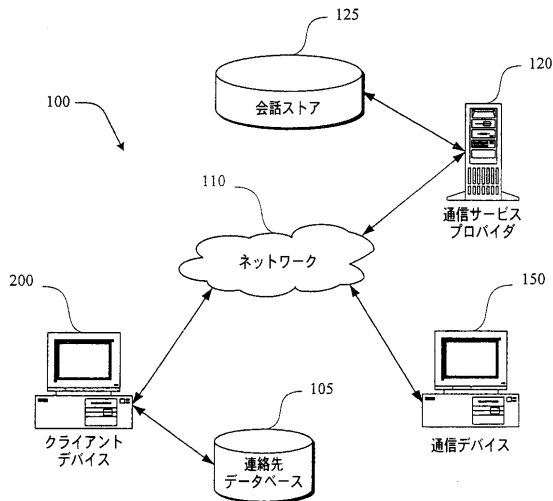 125
会話ストア
120
100
通信サービス
プロバイダ
110
ネットワーク
200
150
クライアント
デバイス
105
連絡先
データベース
通信デバイス